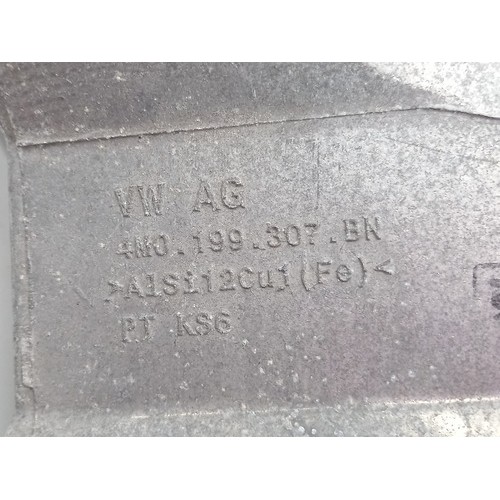 VW AG
4M0.199.307.BN
>AlSi12Cu1(Fe)<
PT KS6